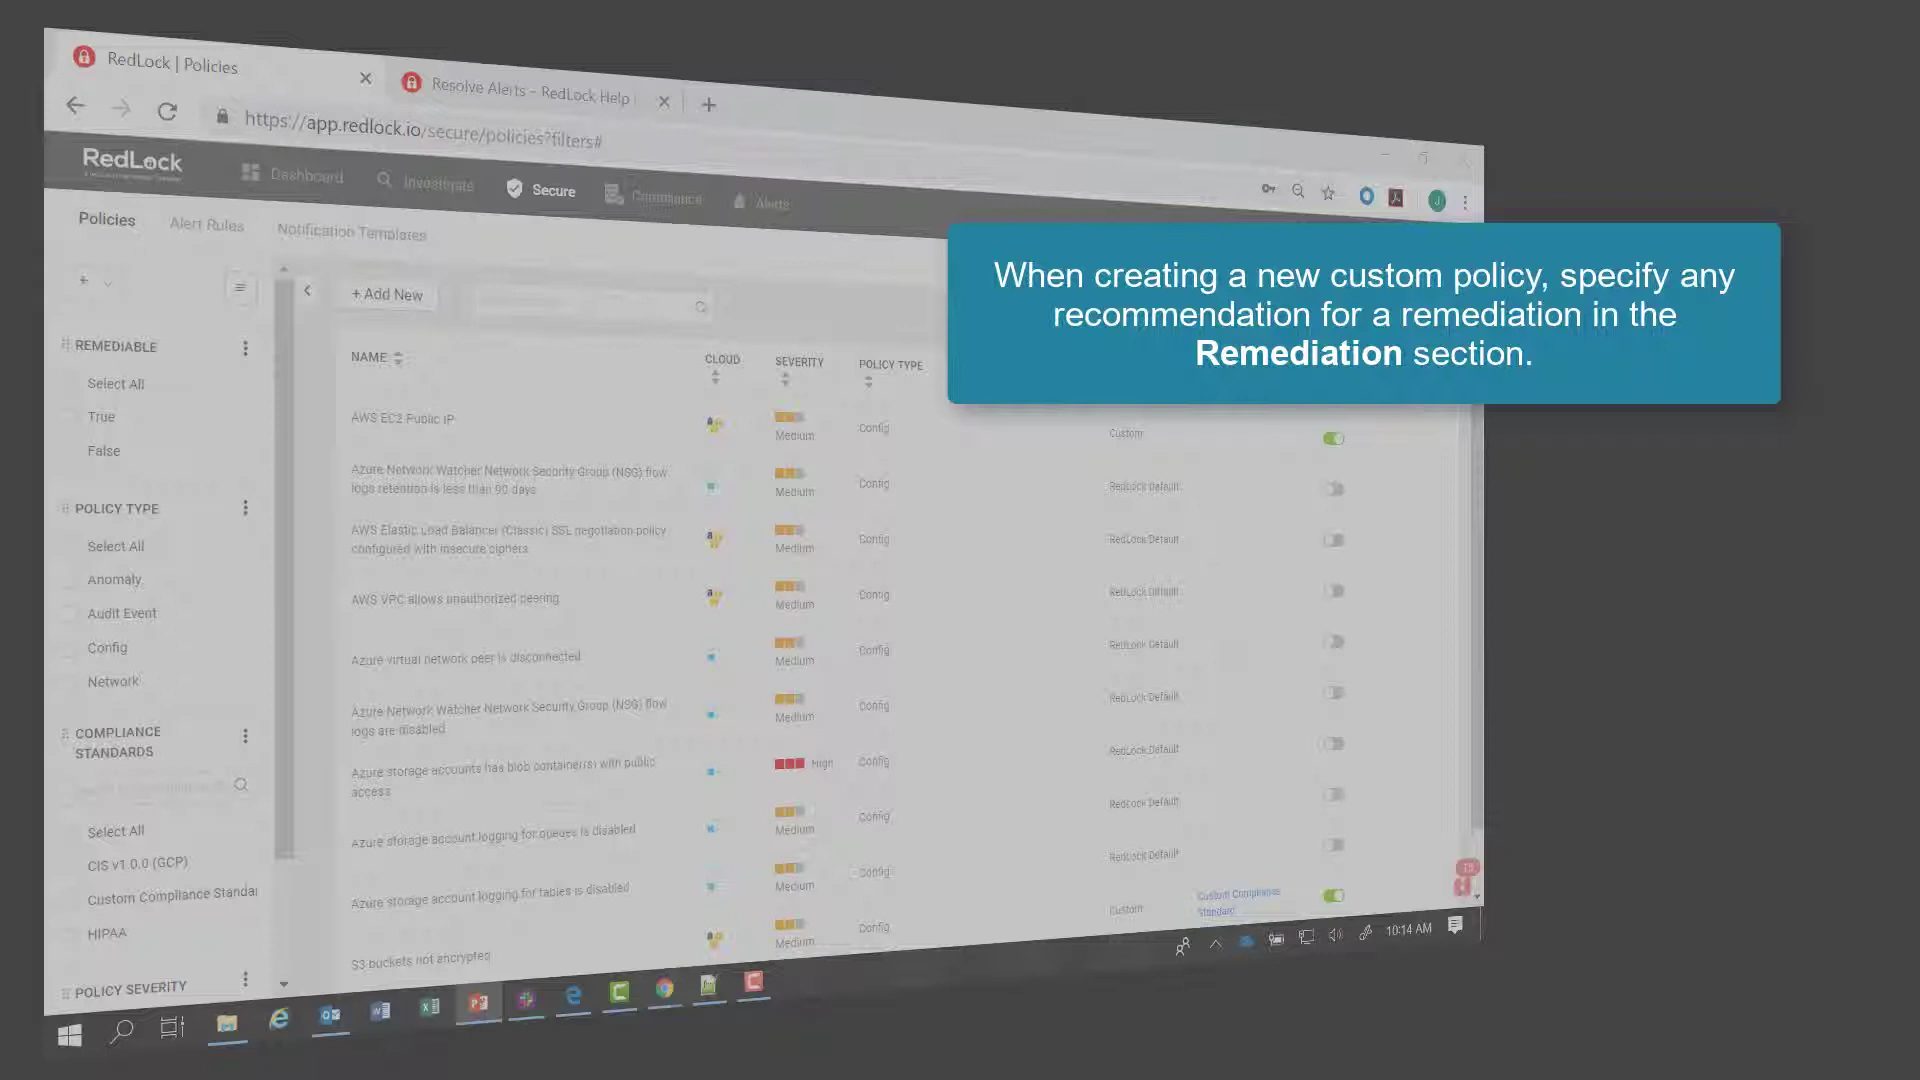 RedLock | Policies
Resolve Alerts – RedLock Help
https://app.redlock.io/secure/policies?filters#
RedLock
Dashboard
Investigate
Secure
Compliance
Alerts
Policies
Alert Rules
Notification Templates
When creating a new custom policy, specify any
recommendation for a remediation in the
Remediation section.
+ Add New
REMEDIABLE
Select All
True
False
POLICY TYPE
Select All
Anomaly
Audit Event
Config
Network
COMPLIANCE
STANDARDS
Select All
CIS v1.0.0 (GCP)
Custom Compliance Standar
HIPAA
POLICY SEVERITY
NAME
CLOUD
SEVERITY
POLICY TYPE
AWS EC2 Public IP
Medium
Config
Custom
Azure Network Watcher Network Security Group (NSG) flow
logs retention is less than 90 days
Medium
Config
RedLock Default
AWS Elastic Load Balancer (Classic) SSL negotiation policy
configured with insecure ciphers
Medium
Config
RedLock Default
AWS VPC allows unauthorized peering
Medium
Config
RedLock Default
Azure virtual network peer is disconnected
Medium
Config
RedLock Default
Azure Network Watcher Network Security Group (NSG) flow
logs are disabled
Medium
Config
RedLock Default
Azure storage accounts has blob container(s) with public
access
High
Config
RedLock Default
Azure storage account logging for queues is disabled
Medium
Config
RedLock Default
Azure storage account logging for tables is disabled
Medium
Config
RedLock Default
S3 buckets not encrypted
Medium
Config
Custom
Custom Compliance
Standard
10:14 AM